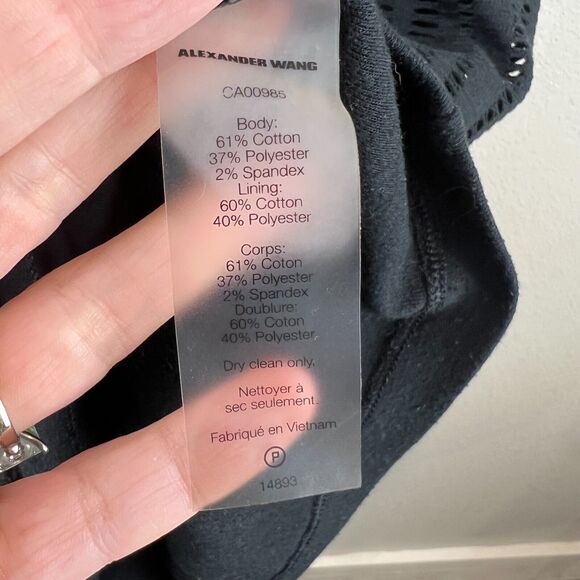 ALEXANDER WANG
CA0098s
Body:
61% Cotton
37% Polyester
2% Spandex
Lining:
60% Cotton
40% Polyester
Corps:
61% Coton
37% Polyester
2% Spandex
Doublure:
60% Coton
40% Polyester
Dry clean only,
Nettoyer à
sec seulement.
Fabriqué en Vietnam
P
14893